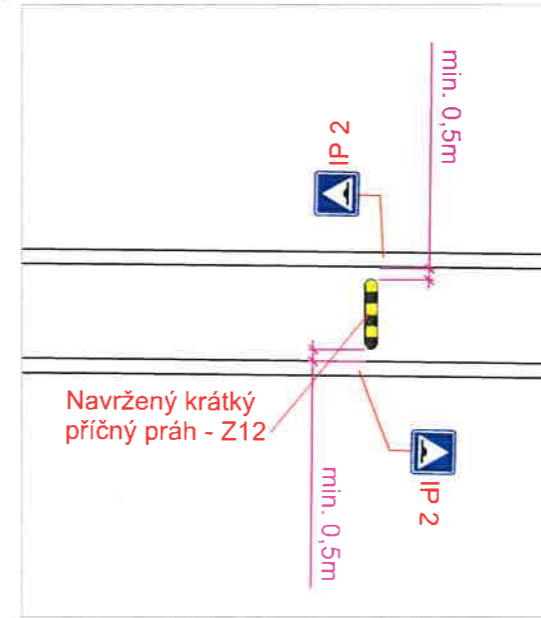 min. 0,5m
IP 2
Navržený krátký
příčný práh - Z12
IP 2
min. 0,5m